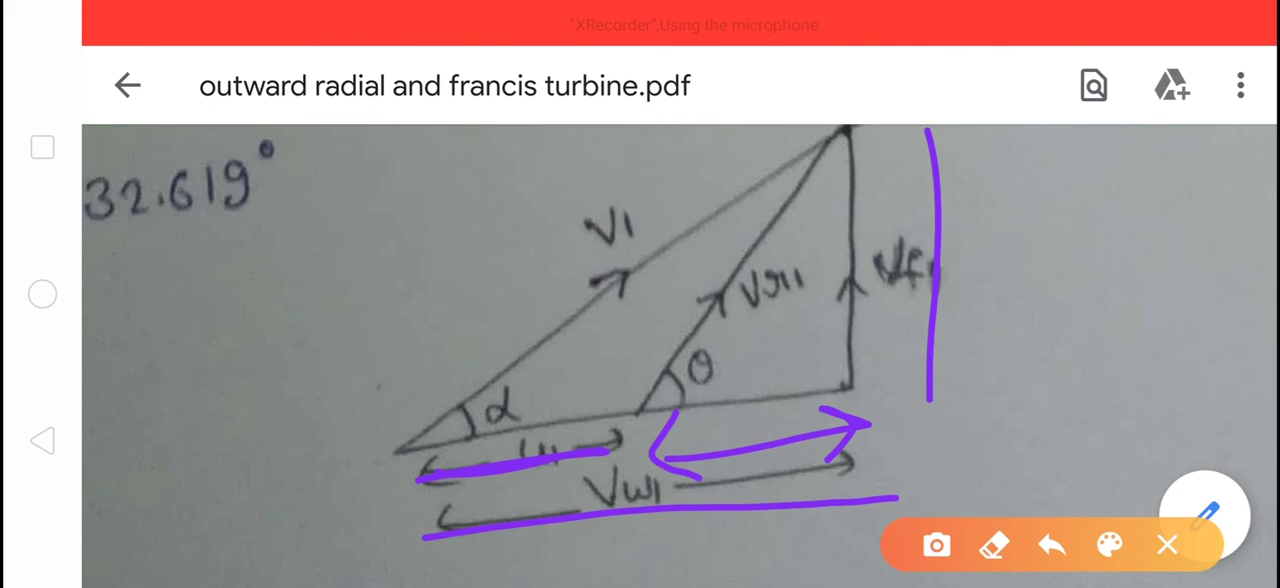 "XRecorder",Using the microphone
outward radial and francis turbine.pdf
32.619°
V1
Vr1
Vf1
θ
α
u1
Vw1